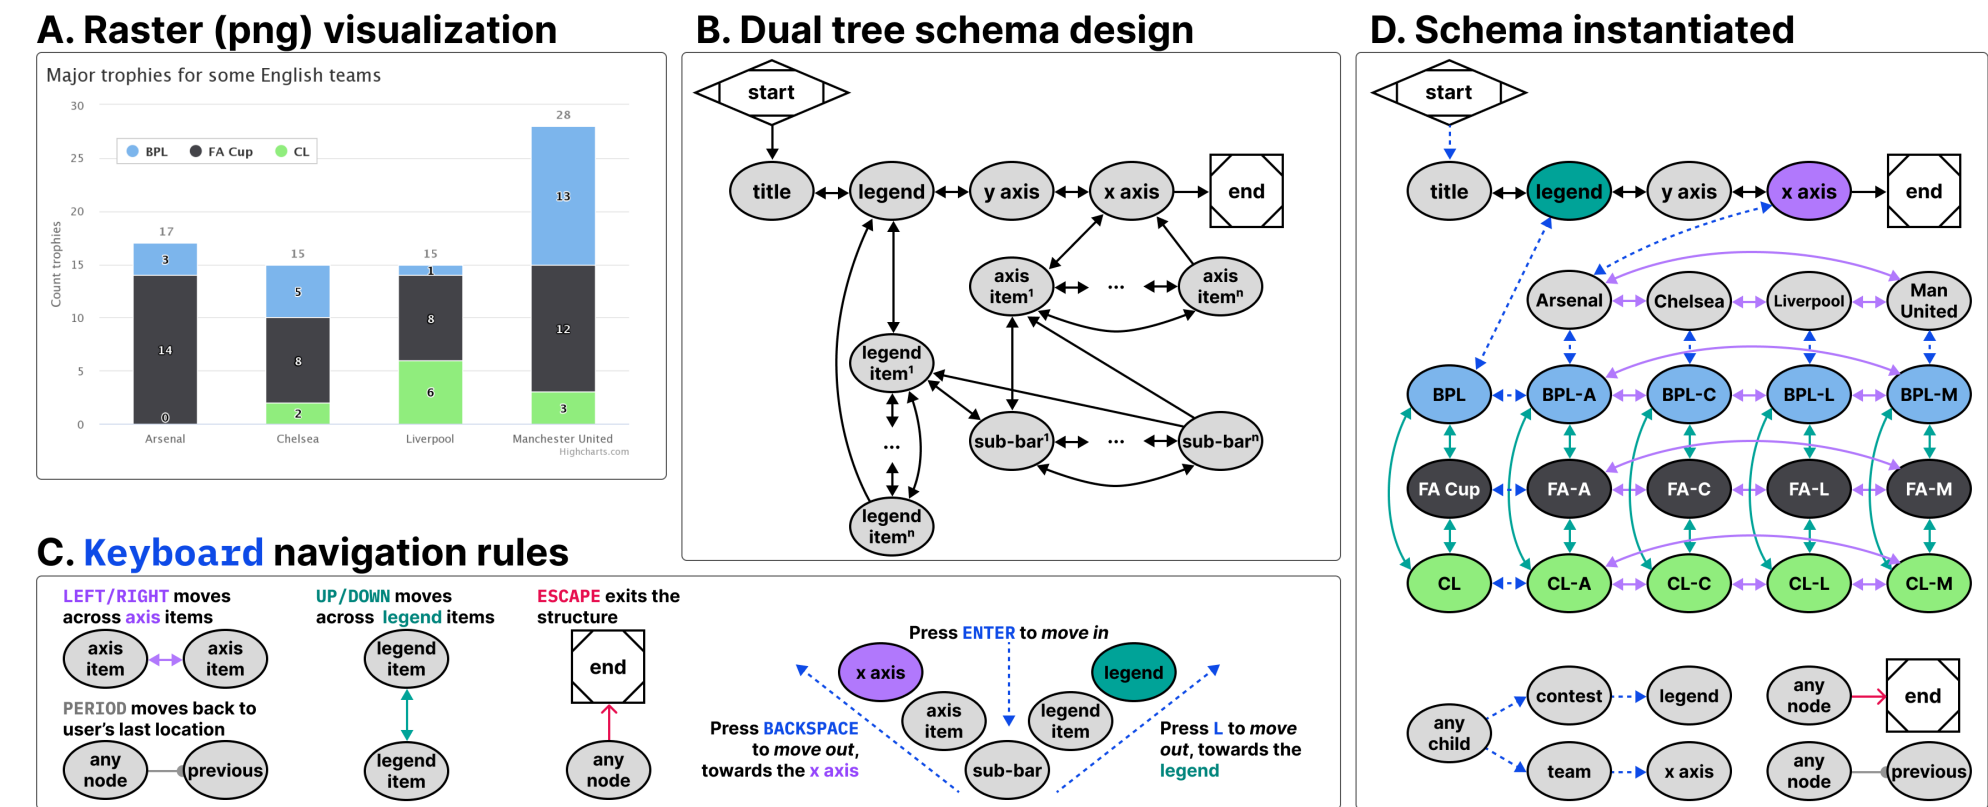 A. Raster (png) visualization
Major trophies for some English teams
30
25
20
15
10
5
0
Count trophies
BPL
FA Cup
CL
17
3
14
0
15
5
8
2
15
1
8
6
28
13
12
3
Arsenal
Chelsea
Liverpool
Manchester United
Highcharts.com
B. Dual tree schema design
start
title
legend
y axis
x axis
end
axis
item¹
...
axis
itemⁿ
legend
item¹
...
legend
itemⁿ
sub-bar¹
...
sub-barⁿ
C. Keyboard navigation rules
LEFT/RIGHT moves
across axis items
axis
item
axis
item
PERIOD moves back to
user's last location
any
node
previous
UP/DOWN moves
across legend items
legend
item
legend
item
ESCAPE exits the
structure
end
any
node
Press ENTER to move in
x axis
legend
axis
item
legend
item
sub-bar
Press BACKSPACE
to move out,
towards the x axis
Press L to move
out, towards the
legend
D. Schema instantiated
start
title
legend
y axis
x axis
end
Arsenal
Chelsea
Liverpool
Man
United
BPL
BPL-A
BPL-C
BPL-L
BPL-M
FA Cup
FA-A
FA-C
FA-L
FA-M
CL
CL-A
CL-C
CL-L
CL-M
any
child
contest
legend
team
x axis
any
node
end
any
node
previous